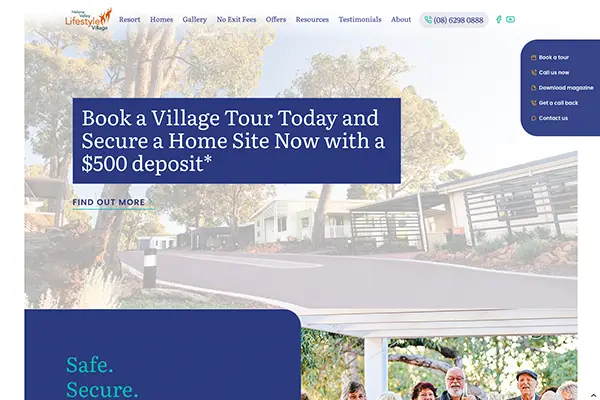 Helena
Valley
Lifestyle
Village
Resort Homes Gallery No Exit Fees Offers Resources Testimonials About (08) 6298 0888
Book a tour
Call us now
Download magazine
Get a call back
Contact us
Book a Village Tour Today and
Secure a Home Site Now with a
$500 deposit*
FIND OUT MORE
Safe.
Secure.